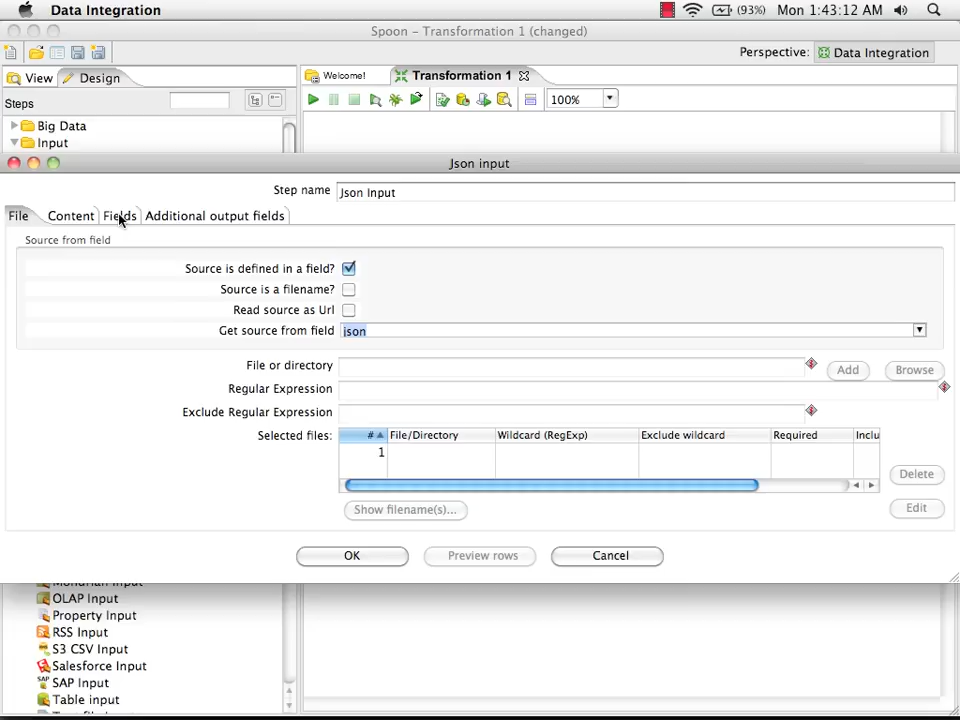 Data Integration (93%) Mon 1:43:12 AM
Spoon – Transformation 1 (changed)
Perspective: Data Integration
View Design Welcome! Transformation 1
Steps 100%
Big Data
Input
Json input
Step name Json Input
File Content Fields Additional output fields
Source from field
Source is defined in a field?
Source is a filename?
Read source as Url
Get source from field json
File or directory Add Browse
Regular Expression
Exclude Regular Expression
Selected files: # File/Directory Wildcard (RegExp) Exclude wildcard Required Inclu
1
Delete
Show filename(s)... Edit
OK Preview rows Cancel
Mondrian Input
OLAP Input
Property Input
RSS Input
S3 CSV Input
Salesforce Input
SAP SAP Input
Table input